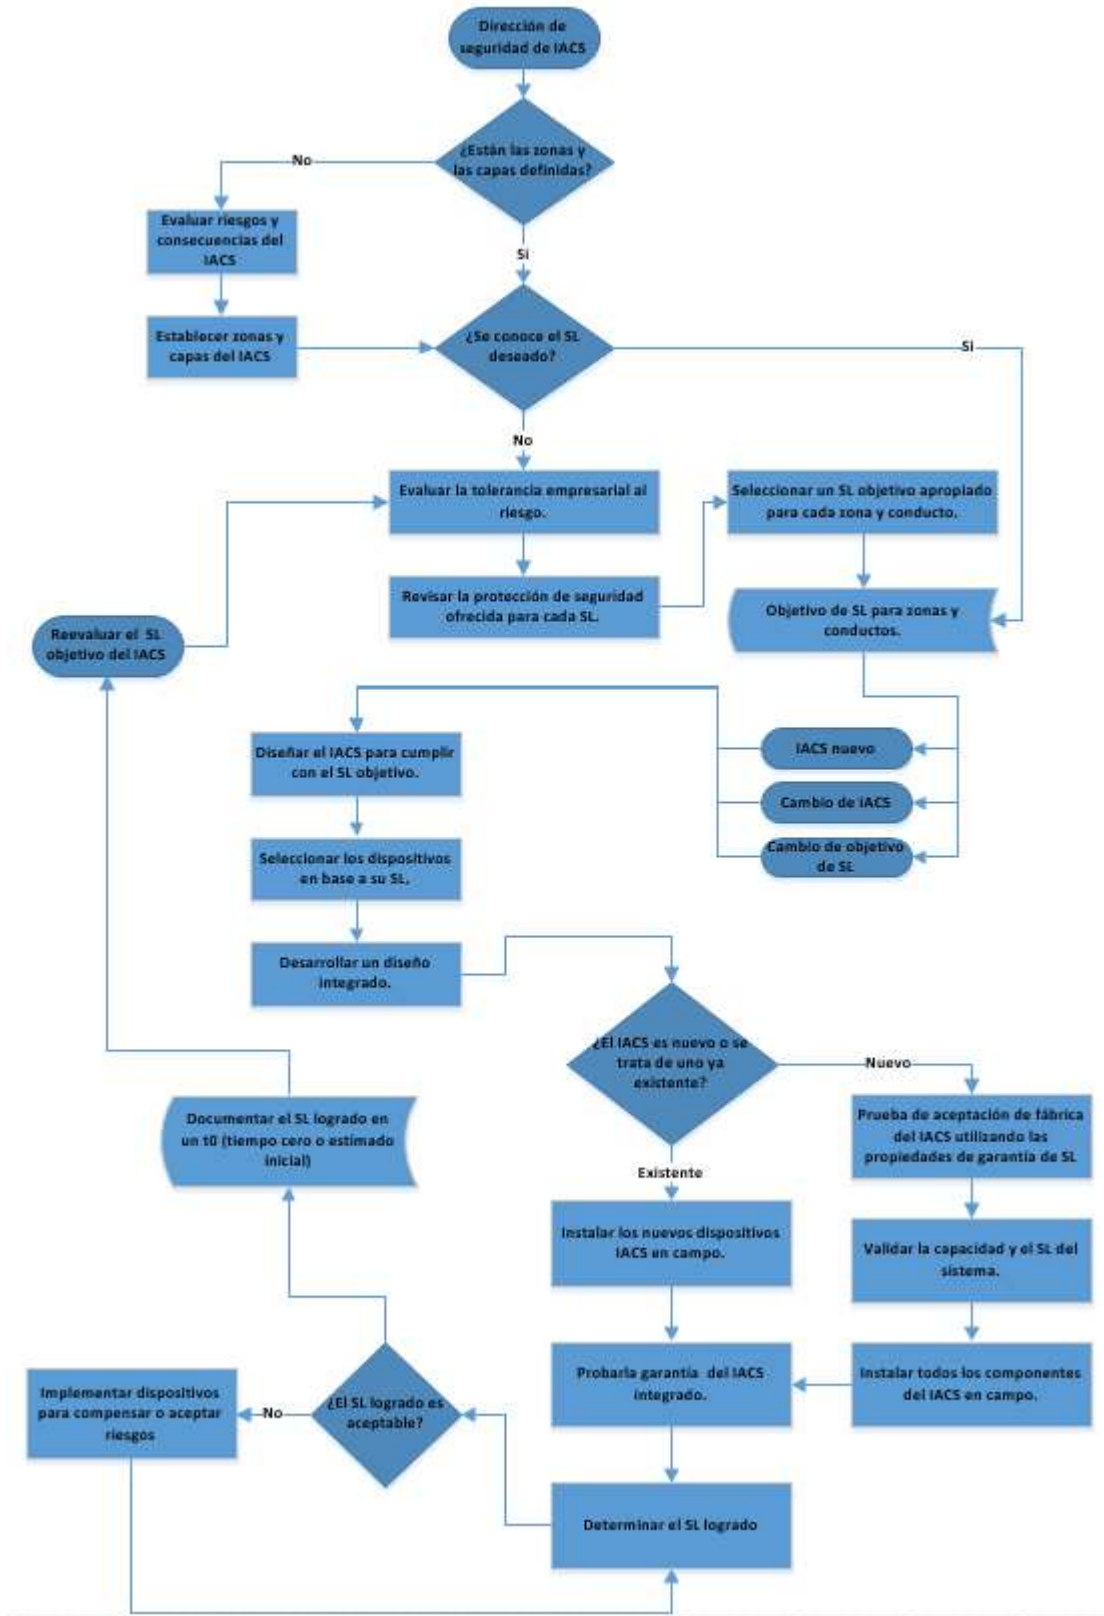 Dirección de
seguridad de IACS
¿Están las zonas y
las capas definidas?
No
Evaluar riesgos y
consecuencias del
IACS
Si
Establecer zonas y
capas del IACS
¿Se conoce el SL
deseado?
Si
No
Evaluar la tolerancia empresarial al
riesgo.
Seleccionar un SL objetivo apropiado
para cada zona y conducto.
Revisar la protección de seguridad
ofrecida para cada SL.
Objetivo de SL para zonas y
conductos.
Reevaluar el SL
objetivo del IACS
IACS nuevo
Cambio de IACS
Cambio de objetivo
de SL
Diseñar el IACS para cumplir
con el SL objetivo.
Seleccionar los dispositivos
en base a su SL.
Desarrollar un diseño
integrado.
¿El IACS es nuevo o se
trata de uno ya
existente?
Nuevo
Existente
Prueba de aceptación de fábrica
del IACS utilizando las
propiedades de garantía de SL
Documentar el SL logrado en
un t0 (tiempo cero o estimado
inicial)
Instalar los nuevos dispositivos
IACS en campo.
Validar la capacidad y el SL del
sistema.
Instalar todos los componentes
del IACS en campo.
Probarla garantía del IACS
integrado.
¿El SL logrado es
aceptable?
No
Implementar dispositivos
para compensar o aceptar
riesgos
Determinar el SL logrado